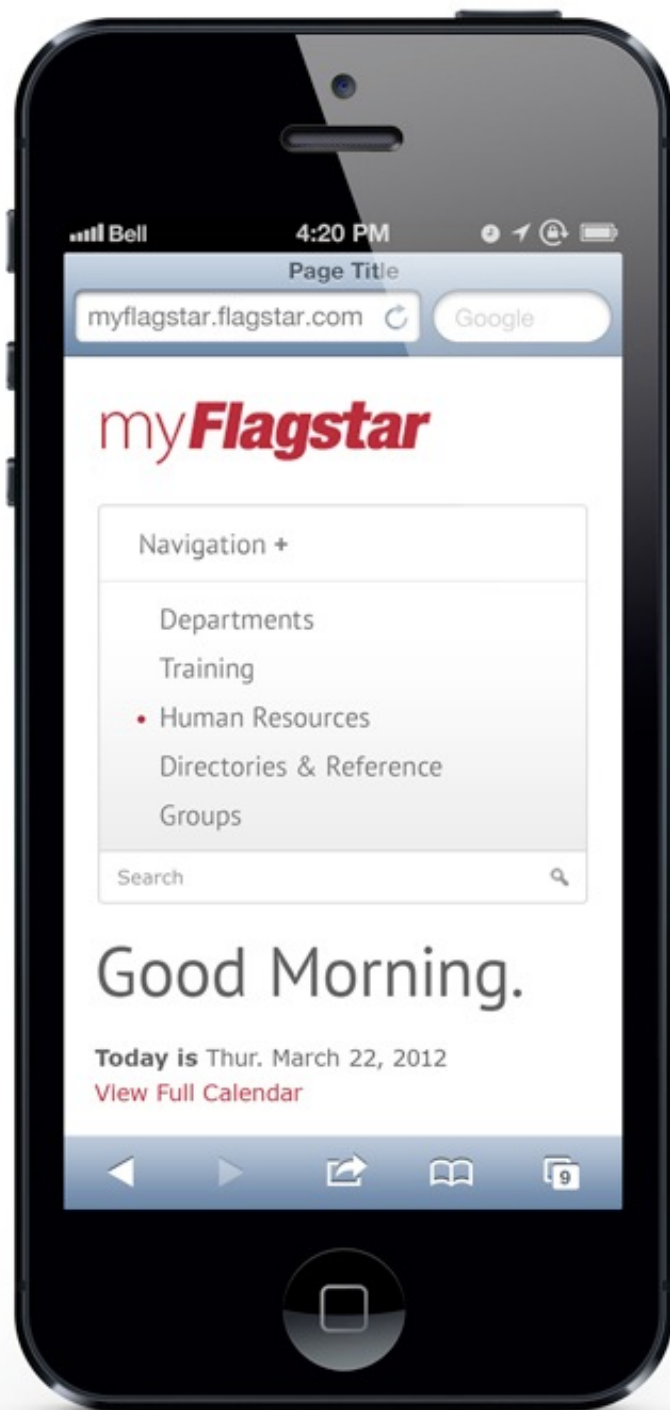 Bell 4:20 PM
Page Title
myflagstar.flagstar.com Google
myFlagstar
Navigation +
Departments
Training
• Human Resources
Directories & Reference
Groups
Search
Good Morning.
Today is Thur. March 22, 2012
View Full Calendar
9